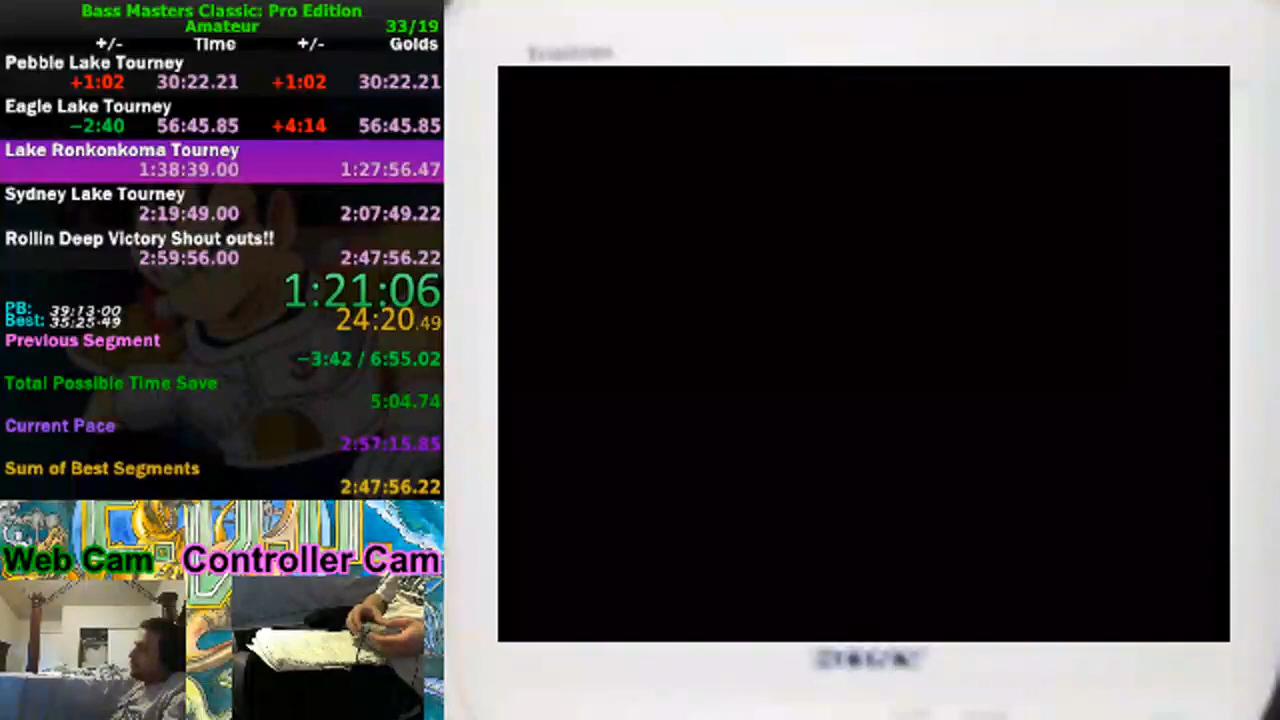 Bass Masters Classic: Pro Edition
Amateur 33/19
+/- Time +/- Golds
Pebble Lake Tourney
+1:02 30:22.21 +1:02 30:22.21
Eagle Lake Tourney
−2:40 56:45.85 +4:14 56:45.85
Lake Ronkonkoma Tourney
1:38:39.00 1:27:56.47
Sydney Lake Tourney
2:19:49.00 2:07:49.22
Rollin Deep Victory Shout outs!!
2:59:56.00 2:47:56.22
1:21:06
PB: 39:13.00
Best: 35:25.49
24:20.49
Previous Segment
−3:42 / 6:55.02
Total Possible Time Save
5:04.74
Current Pace
2:57:15.85
Sum of Best Segments
2:47:56.22
Web Cam Controller Cam